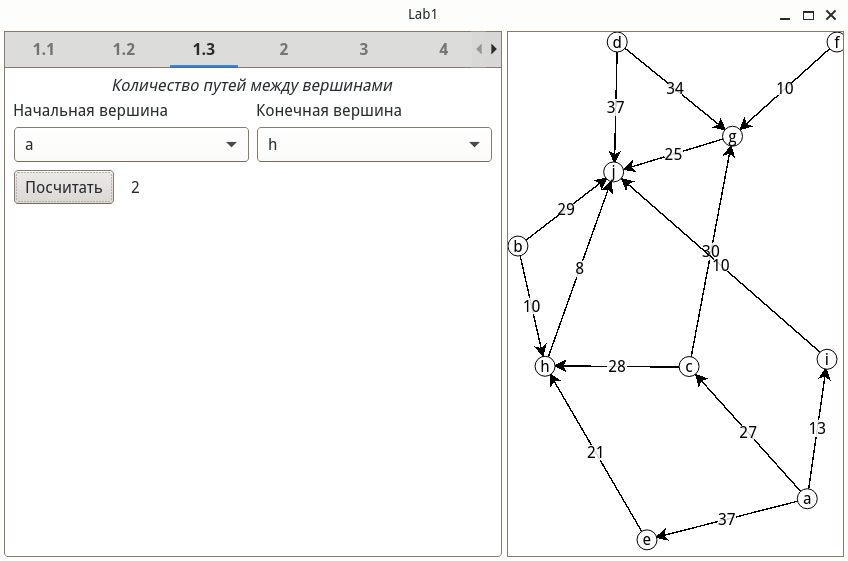 Lab1
1.1 1.2 1.3 2 3 4
Количество путей между вершинами
Начальная вершина Конечная вершина
a h
Посчитать 2
d f
34 10
37
g
25
j
29
b
30
10
8
10
i
h 28 c
13
27
21
a
37
e